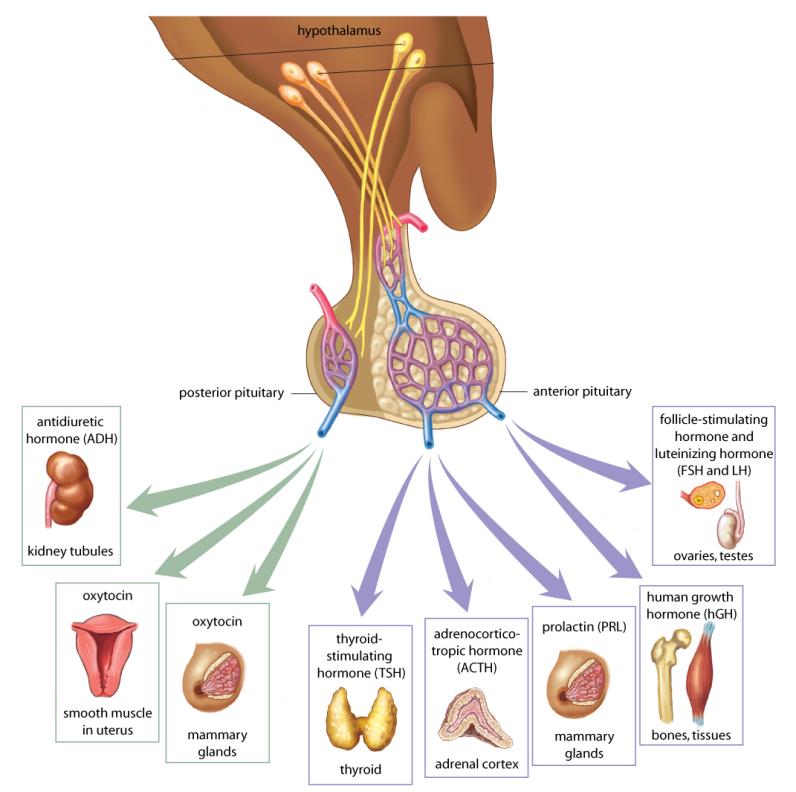 hypothalamus
posterior pituitary
anterior pituitary
antidiuretic
hormone (ADH)
kidney tubules
oxytocin
smooth muscle
in uterus
oxytocin
mammary
glands
thyroid-
stimulating
hormone (TSH)
thyroid
adrenocortico-
tropic hormone
(ACTH)
adrenal cortex
prolactin (PRL)
mammary
glands
human growth
hormone (hGH)
bones, tissues
follicle-stimulating
hormone and
luteinizing hormone
(FSH and LH)
ovaries, testes